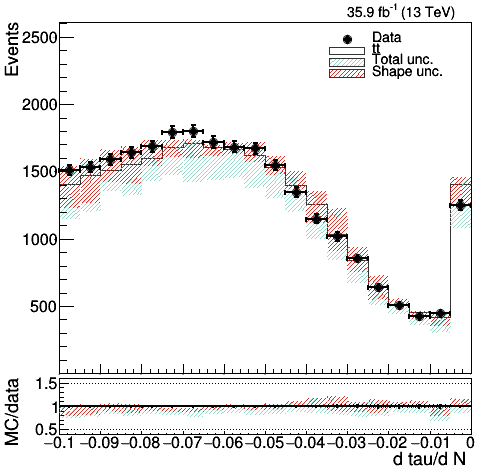 35.9 fb⁻¹ (13 TeV)
Events
2500
2000
1500
1000
500
Data
tt̄
Total unc.
Shape unc.
MC/data
1.5
1
0.5
−0.1 −0.09 −0.08 −0.07 −0.06 −0.05 −0.04 −0.03 −0.02 −0.01 0
d tau/d N